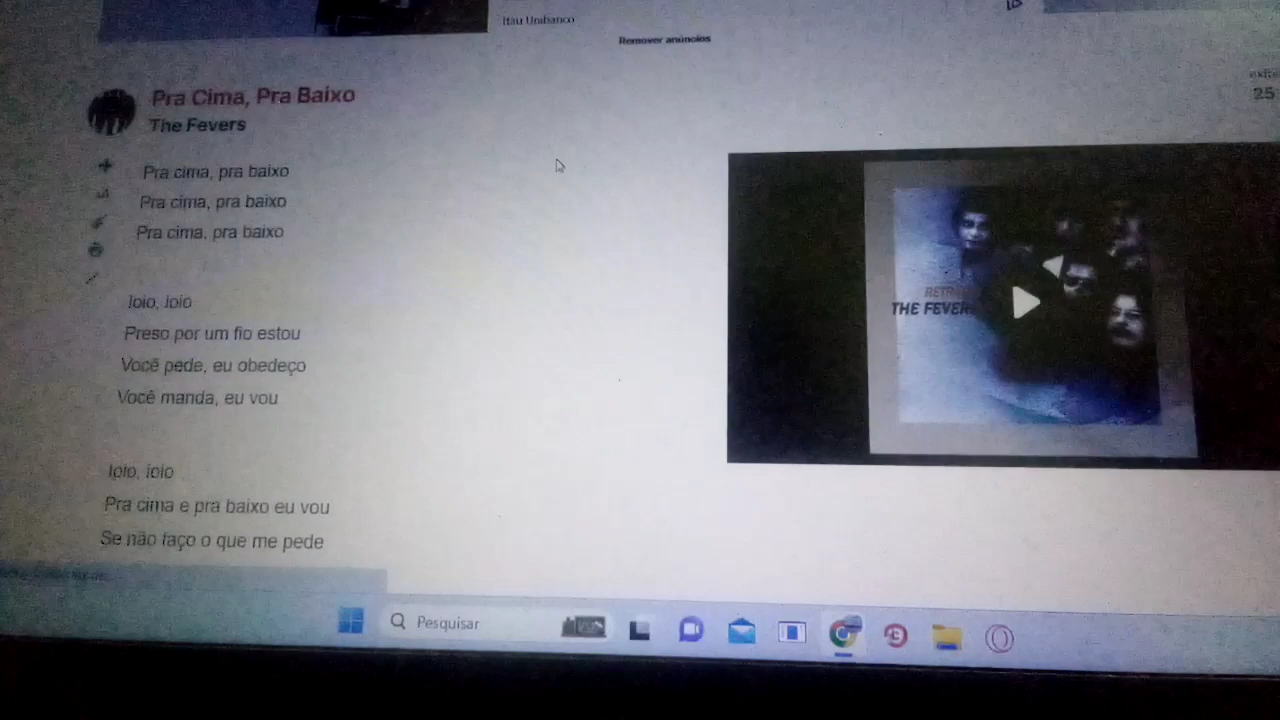 Itaú Unibanco
Remover anúncios
Pra Cima, Pra Baixo
The Fevers
25
Pra cima, pra baixo
Pra cima, pra baixo
Pra cima, pra baixo
Ioio, Ioio
Preso por um fio estou
Você pede, eu obedeço
Você manda, eu vou
Ioio, ioio
Pra cima e pra baixo eu vou
Se não faço o que me pede
THE FEVERS
Pesquisar